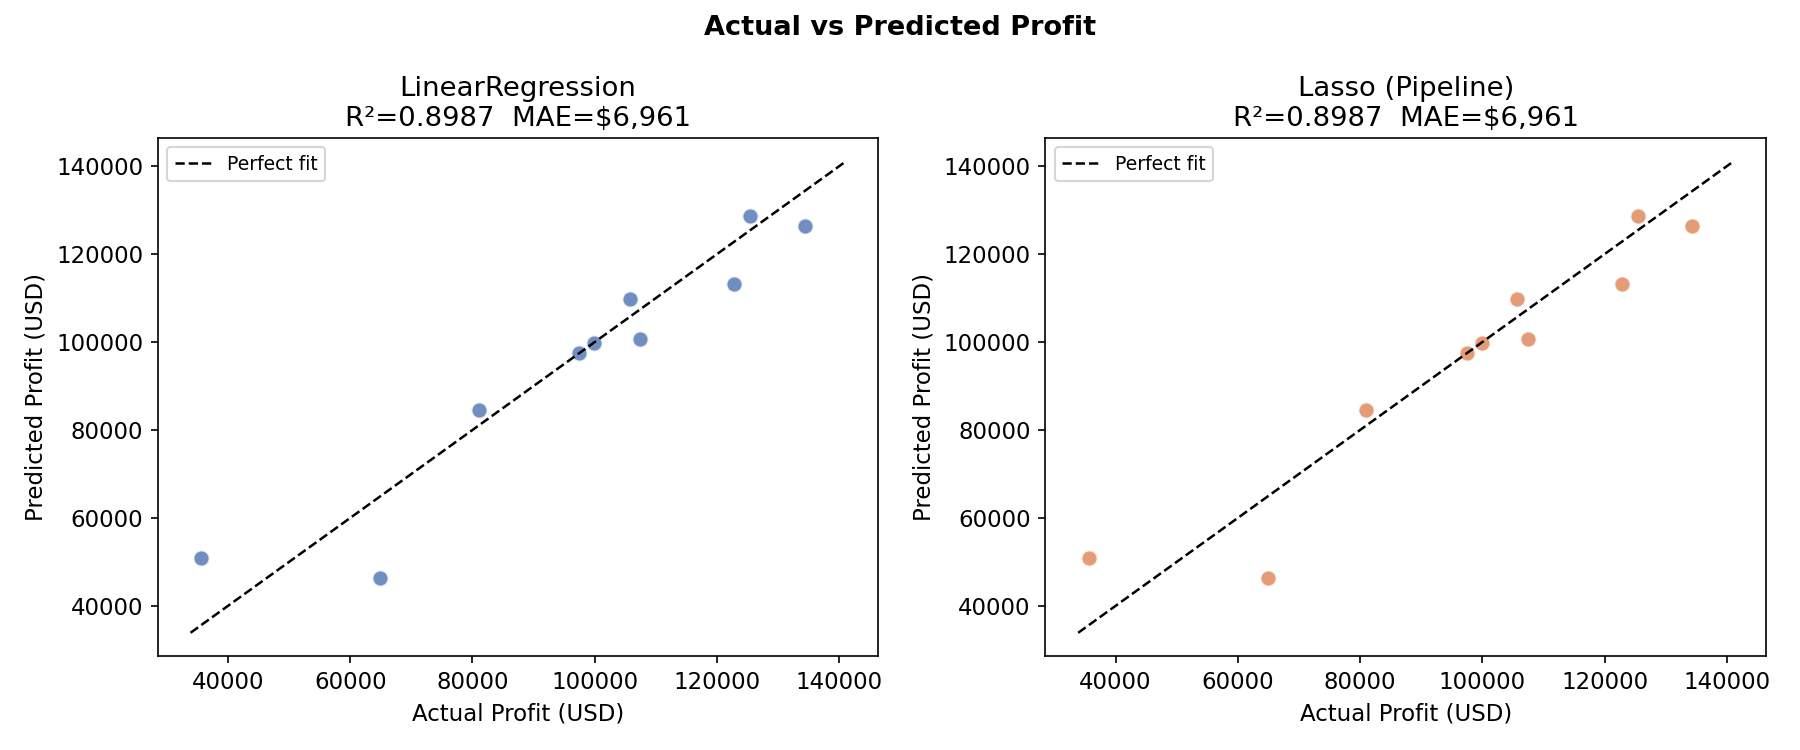 Actual vs Predicted Profit
LinearRegression
R²=0.8987  MAE=$6,961
Perfect fit
140000
120000
100000
80000
60000
40000
Predicted Profit (USD)
40000 60000 80000 100000 120000 140000
Actual Profit (USD)
Lasso (Pipeline)
R²=0.8987  MAE=$6,961
Perfect fit
140000
120000
100000
80000
60000
40000
Predicted Profit (USD)
40000 60000 80000 100000 120000 140000
Actual Profit (USD)